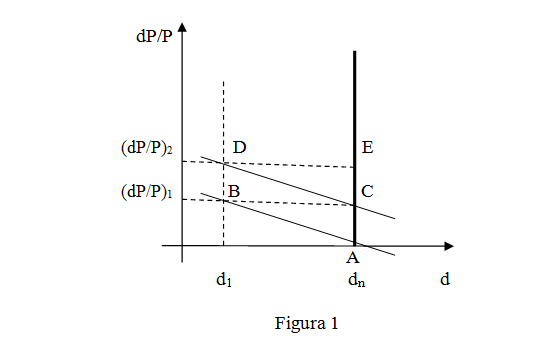 dP/P
(dP/P)2 D E
(dP/P)1 B C
A
d1 dn d
Figura 1